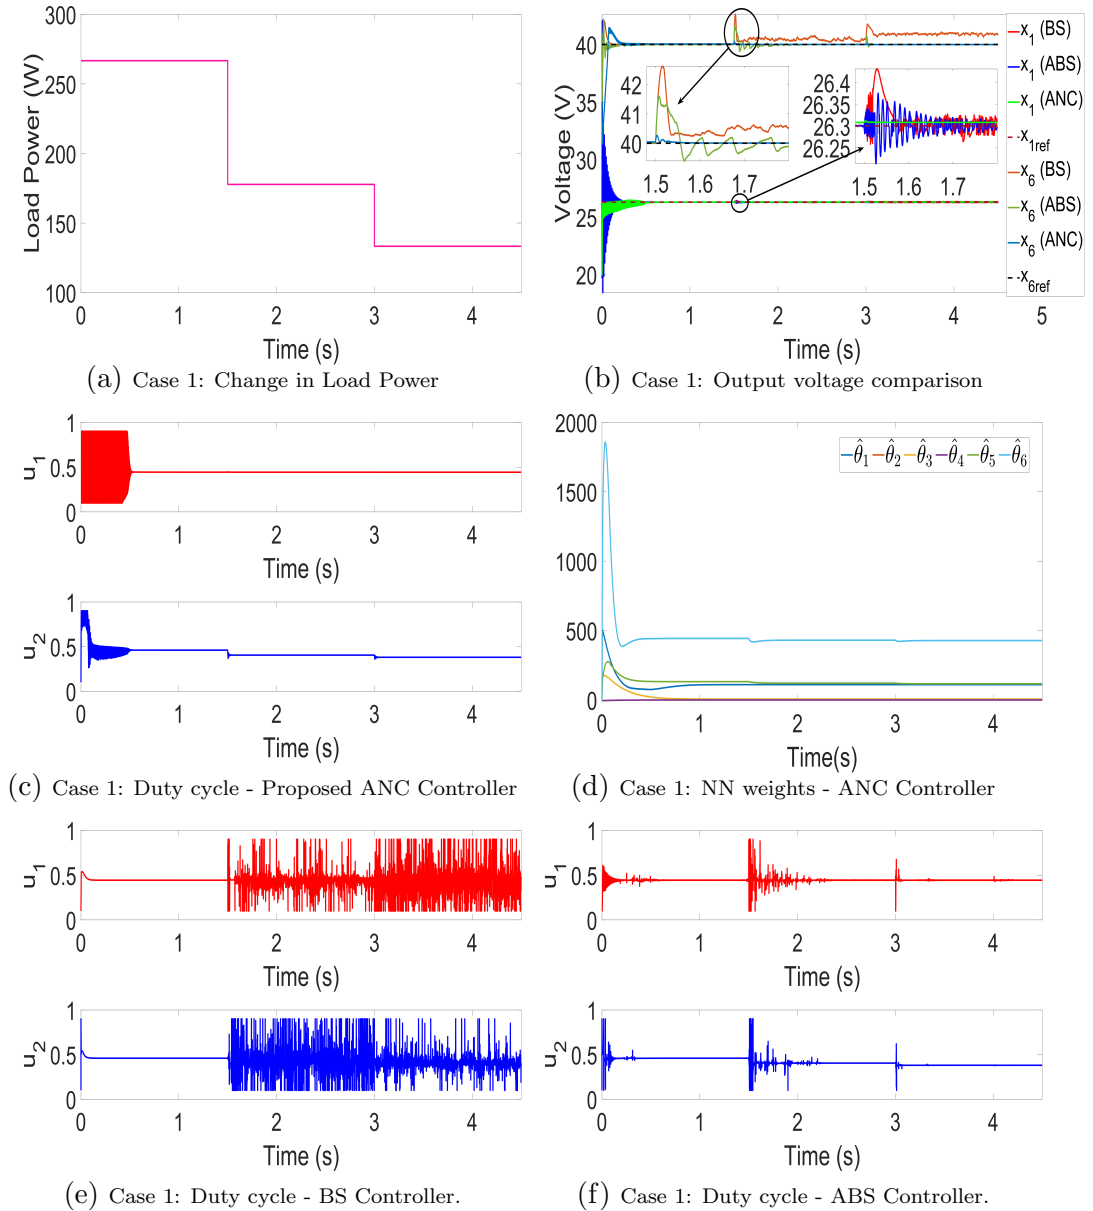 300
250
200
150
100
Load Power (W)
0 1 2 3 4
Time (s)
(a) Case 1: Change in Load Power
40
35
30
25
20
Voltage (V)
42
41
40
1.5 1.6 1.7
26.4
26.35
26.3
26.25
1.5 1.6 1.7
x1 (BS)
x1 (ABS)
x1 (ANC)
x1ref
x6 (BS)
x6 (ABS)
x6 (ANC)
x6ref
0 1 2 3 4 5
Time (s)
(b) Case 1: Output voltage comparison
1
0.5
0
u1
0 1 2 3 4
Time (s)
1
0.5
0
u2
0 1 2 3 4
Time (s)
(c) Case 1: Duty cycle - Proposed ANC Controller
2000
1500
1000
500
0
θ̂1 θ̂2 θ̂3 θ̂4 θ̂5 θ̂6
0 1 2 3 4
Time(s)
(d) Case 1: NN weights - ANC Controller
1
0.5
0
u1
0 1 2 3 4
Time (s)
1
0.5
0
u2
0 1 2 3 4
Time (s)
(e) Case 1: Duty cycle - BS Controller.
1
0.5
0
u1
0 1 2 3 4
Time (s)
1
0.5
0
u2
0 1 2 3 4
Time (s)
(f) Case 1: Duty cycle - ABS Controller.